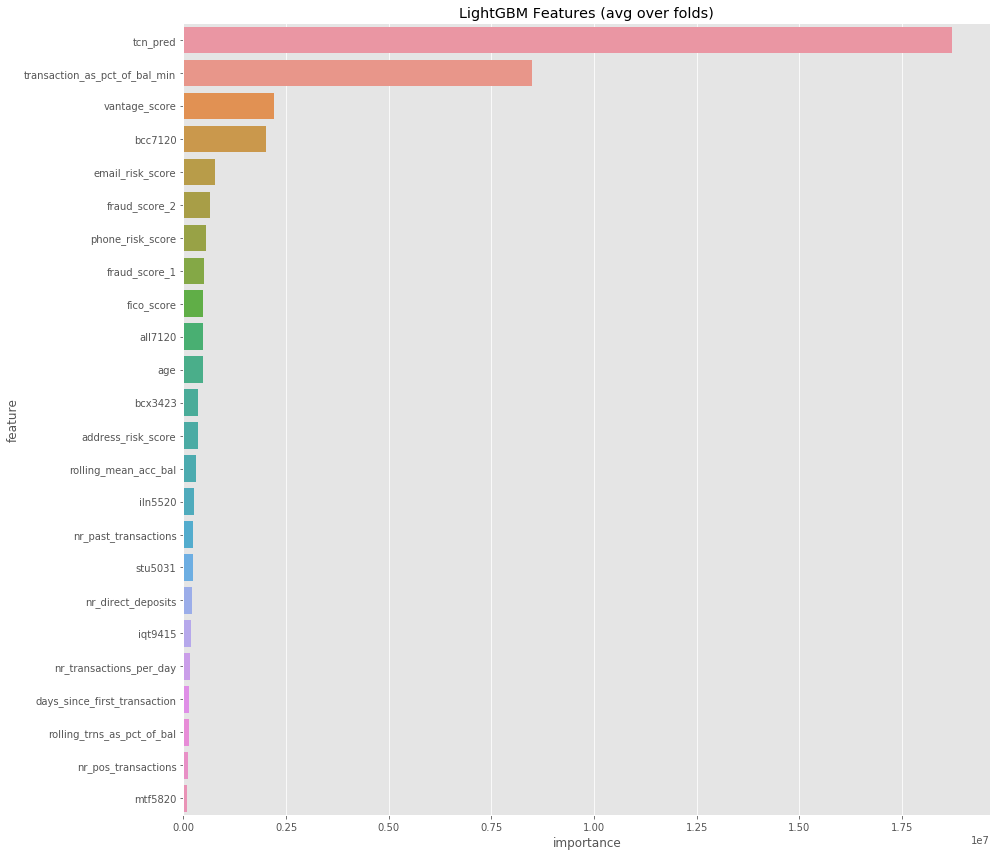 LightGBM Features (avg over folds)
tcn_pred
transaction_as_pct_of_bal_min
vantage_score
bcc7120
email_risk_score
fraud_score_2
phone_risk_score
fraud_score_1
fico_score
all7120
age
bcx3423
address_risk_score
rolling_mean_acc_bal
iln5520
nr_past_transactions
stu5031
nr_direct_deposits
iqt9415
nr_transactions_per_day
days_since_first_transaction
rolling_trns_as_pct_of_bal
nr_pos_transactions
mtf5820
feature
0.00 0.25 0.50 0.75 1.00 1.25 1.50 1.75
1e7
importance